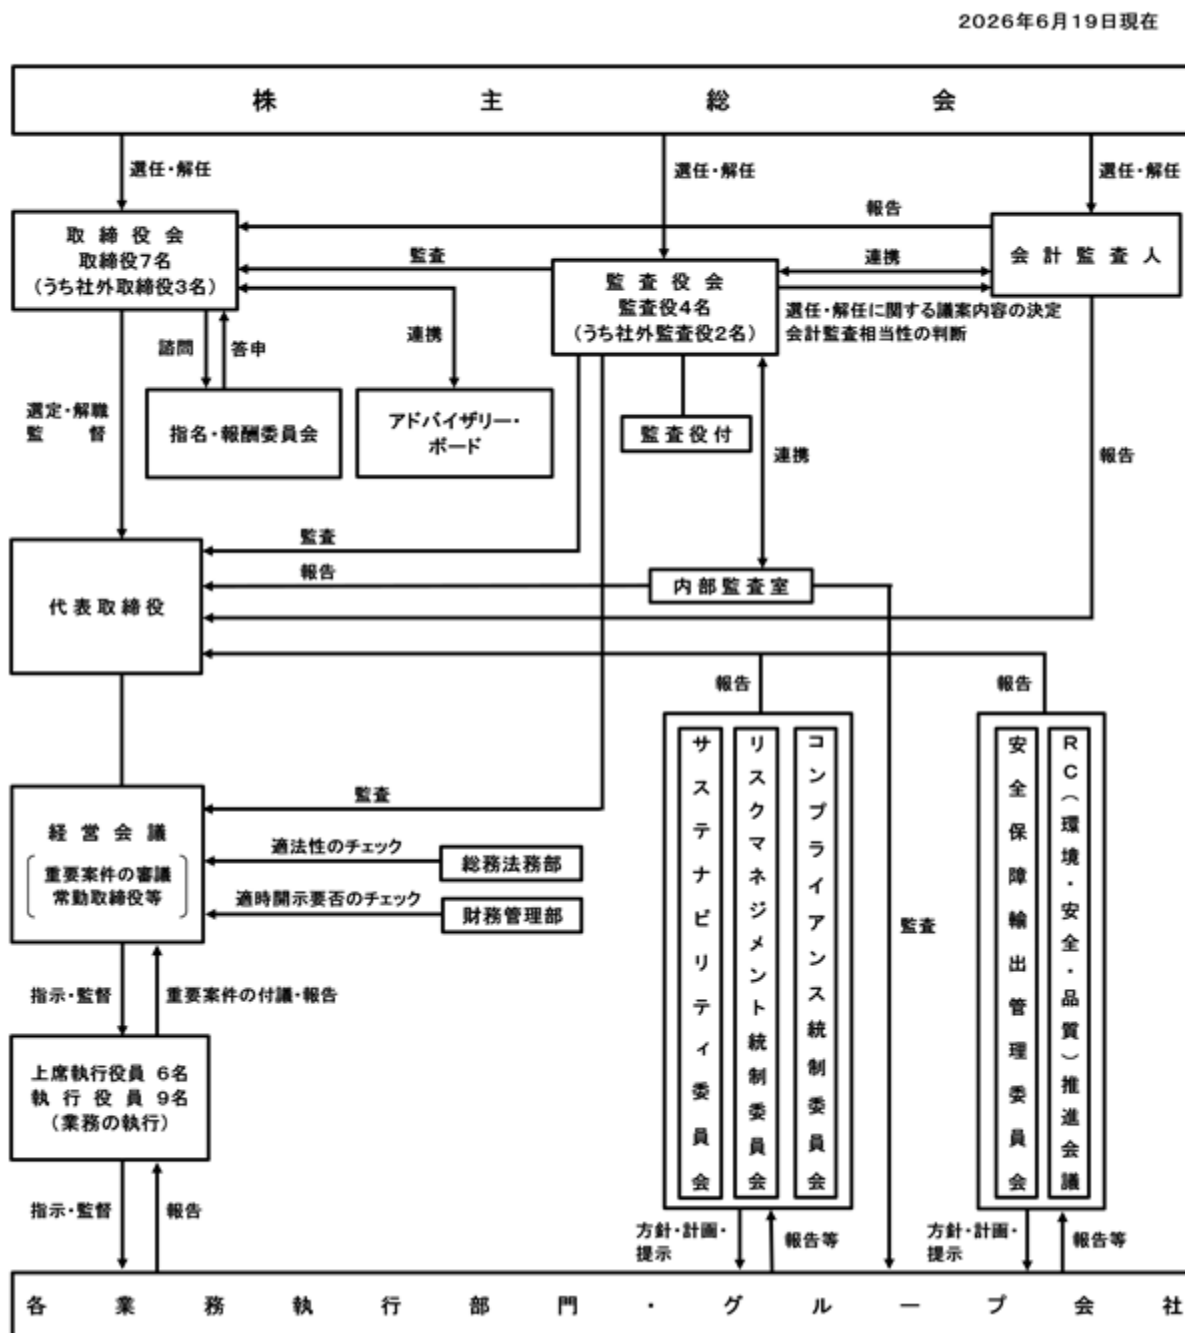 2026年6月19日現在
株主総会
選任・解任
選任・解任
選任・解任
取締役会
取締役7名
(うち社外取締役3名)
報告
会計監査人
監査
監査役会
監査役4名
(うち社外監査役2名)
連携
選任・解任に関する議案内容の決定
会計監査相当性の判断
諮問
答申
連携
選定・解職
監督
指名・報酬委員会
アドバイザリー・
ボード
監査役付
連携
報告
監査
報告
内部監査室
代表取締役
報告
報告
監査
経営会議
重要案件の審議
常勤取締役等
適法性のチェック
総務法務部
適時開示要否のチェック
財務管理部
サステナビリティ委員会
リスクマネジメント統制委員会
コンプライアンス統制委員会
監査
安全保障輸出管理委員会
RC(環境・安全・品質)推進会議
指示・監督
重要案件の付議・報告
上席執行役員 6名
執行役員 9名
(業務の執行)
指示・監督
報告
方針・計画・
提示
報告等
方針・計画・
提示
報告等
各業務執行部門・グループ会社